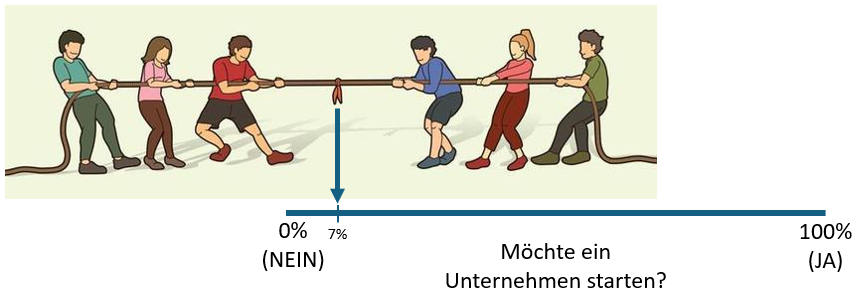 0%
(NEIN)
7%
Möchte ein
Unternehmen starten?
100%
(JA)